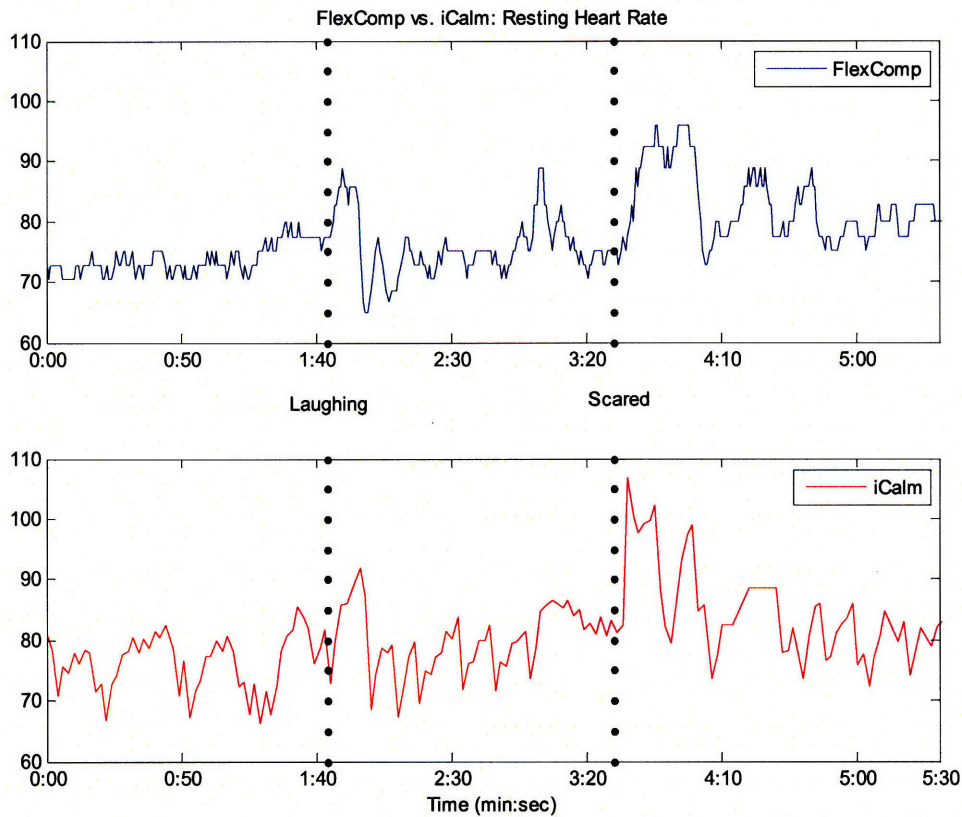 FlexComp vs. iCalm: Resting Heart Rate
110
100
90
80
70
60
FlexComp
0:00 0:50 1:40 2:30 3:20 4:10 5:00
Laughing Scared
110
100
90
80
70
60
iCalm
0:00 0:50 1:40 2:30 3:20 4:10 5:00 5:30
Time (min:sec)